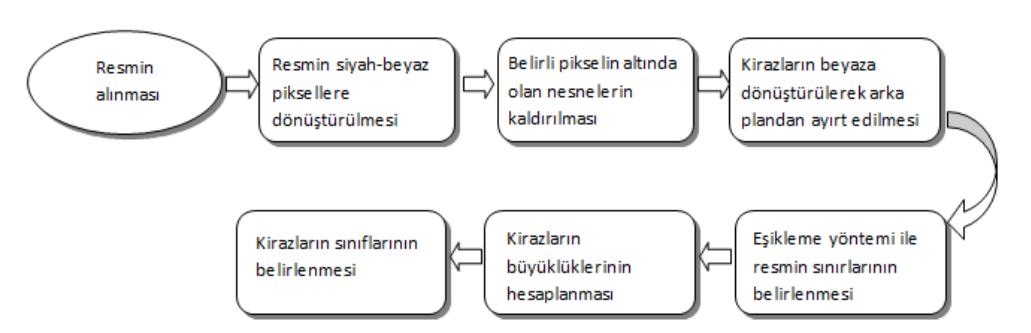 Resmin
alınması
Resmin siyah-beyaz
piksellere
dönüştürülmesi
Belirli pikselin altında
olan nesnelerin
kaldırılması
Kirazların beyaza
dönüştürülerek arka
plandan ayırt edilmesi
Eşikleme yöntemi ile
resmin sınırlarının
belirlenmesi
Kirazların
büyüklüklerinin
hesaplanması
Kirazların sınıflarının
belirlenmesi